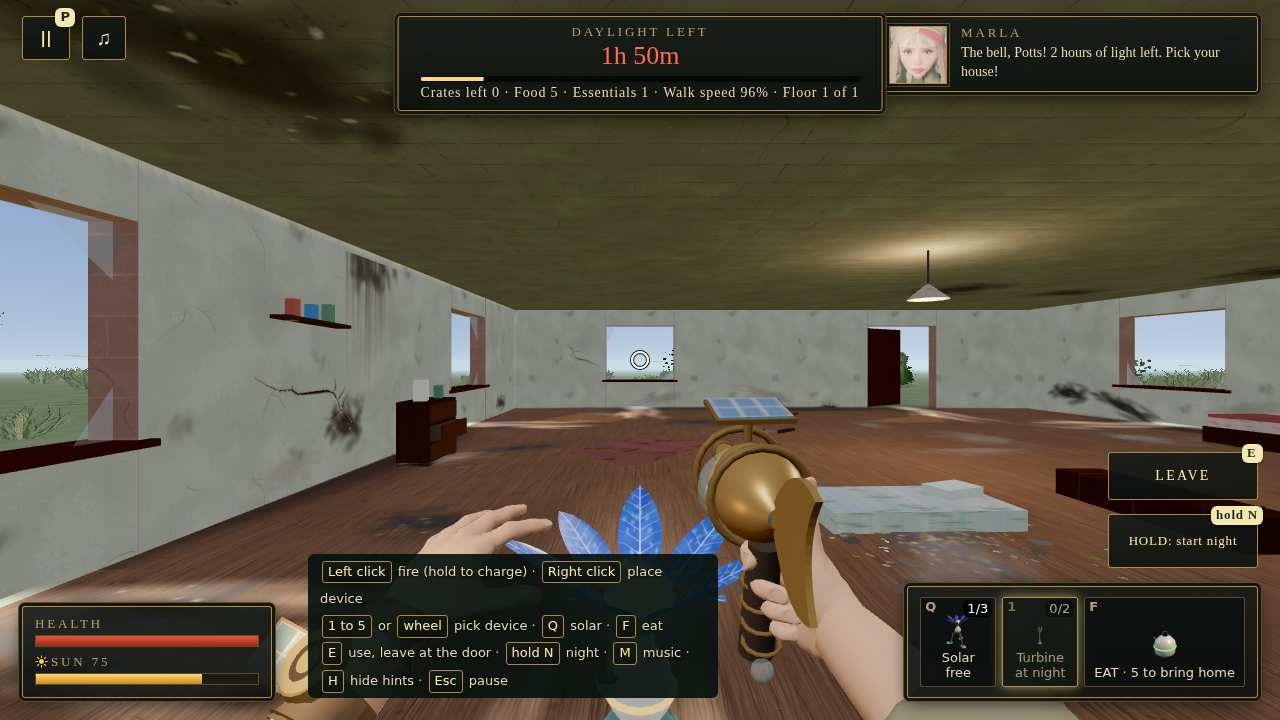 P
DAYLIGHT LEFT
1h 50m
Crates left 0 · Food 5 · Essentials 1 · Walk speed 96% · Floor 1 of 1
MARLA
The bell, Potts! 2 hours of light left. Pick your
house!
E
LEAVE
hold N
HOLD: start night
Left click fire (hold to charge) · Right click place
device
1 to 5 or wheel pick device · Q solar · F eat
E use, leave at the door · hold N night · M music ·
H hide hints · Esc pause
HEALTH
SUN 75
Q 1/3
Solar
free
1 0/2
Turbine
at night
F
EAT · 5 to bring home